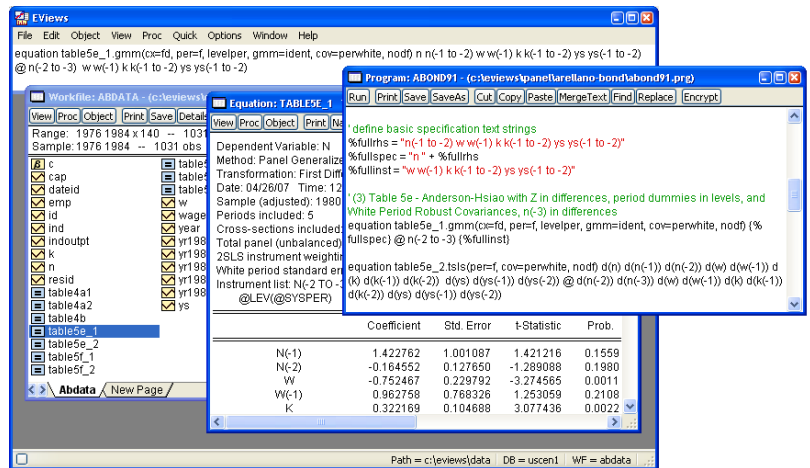 EViews
File Edit Object View Proc Quick Options Window Help
equation table5e_1.gmm(cx=fd, per=f, levelper, gmm=ident, cov=perwhite, nodf) n n(-1 to -2) w w(-1) k k(-1 to -2) ys ys(-1 to -2)
@ n(-2 to -3) w w(-1) k k(-1 to -2) ys ys(-1 to -2)
Workfile: ABDATA - (c:\eviews\
View Proc Object Print Save Details
Range: 1976 1984 x 140 -- 1031
Sample: 1976 1984 -- 1031 obs
c
cap
dateid
emp
id
ind
indoutpt
k
n
resid
table4a1
table4a2
table4b
table5e_1
table5e_2
table5f_1
table5f_2
table5
table5
table5
w
wage
year
yr198
yr198
yr198
yr198
yr198
ys
Abdata New Page
Equation: TABLE5E_1
View Proc Object Print Na
Dependent Variable: N
Method: Panel Generalize
Transformation: First Diff
Date: 04/26/07 Time: 12
Sample (adjusted): 1980
Periods included: 5
Cross-sections included:
Total panel (unbalanced)
2SLS instrument weightin
White period standard err
Instrument list: N(-2 TO -3
@LEV(@SYSPER)
Coefficient Std. Error t-Statistic Prob.
N(-1) 1.422762 1.001087 1.421216 0.1559
N(-2) -0.164552 0.127650 -1.289088 0.1980
W -0.752467 0.229792 -3.274565 0.0011
W(-1) 0.962758 0.768326 1.253059 0.2108
K 0.322169 0.104688 3.077436 0.0022
Program: ABOND91 - (c:\eviews\panel\arellano-bond\abond91.prg)
Run Print Save SaveAs Cut Copy Paste MergeText Find Replace Encrypt
' define basic specification text strings
%fullrhs = "n(-1 to -2) w w(-1) k k(-1 to -2) ys ys(-1 to -2)"
%fullspec = "n " + %fullrhs
%fullinst = "w w(-1) k k(-1 to -2) ys ys(-1 to -2)"
' (3) Table 5e - Anderson-Hsiao with Z in differences, period dummies in levels, and
White Period Robust Covariances, n(-3) in differences
equation table5e_1.gmm(cx=fd, per=f, levelper, gmm=ident, cov=perwhite, nodf) {%
fullspec} @ n(-2 to -3) {%fullinst}
equation table5e_2.tsls(per=f, cov=perwhite, nodf) d(n) d(n(-1)) d(n(-2)) d(w) d(w(-1)) d
(k) d(k(-1)) d(k(-2)) d(ys) d(ys(-1)) d(ys(-2)) @ d(n(-2)) d(n(-3)) d(w) d(w(-1)) d(k) d(k(-1))
d(k(-2)) d(ys) d(ys(-1)) d(ys(-2))
Path = c:\eviews\data DB = uscen1 WF = abdata